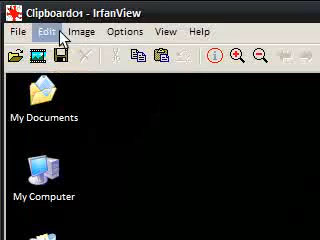 Clipboard01 - IrfanView
File Edit Image Options View Help
My Documents
My Computer